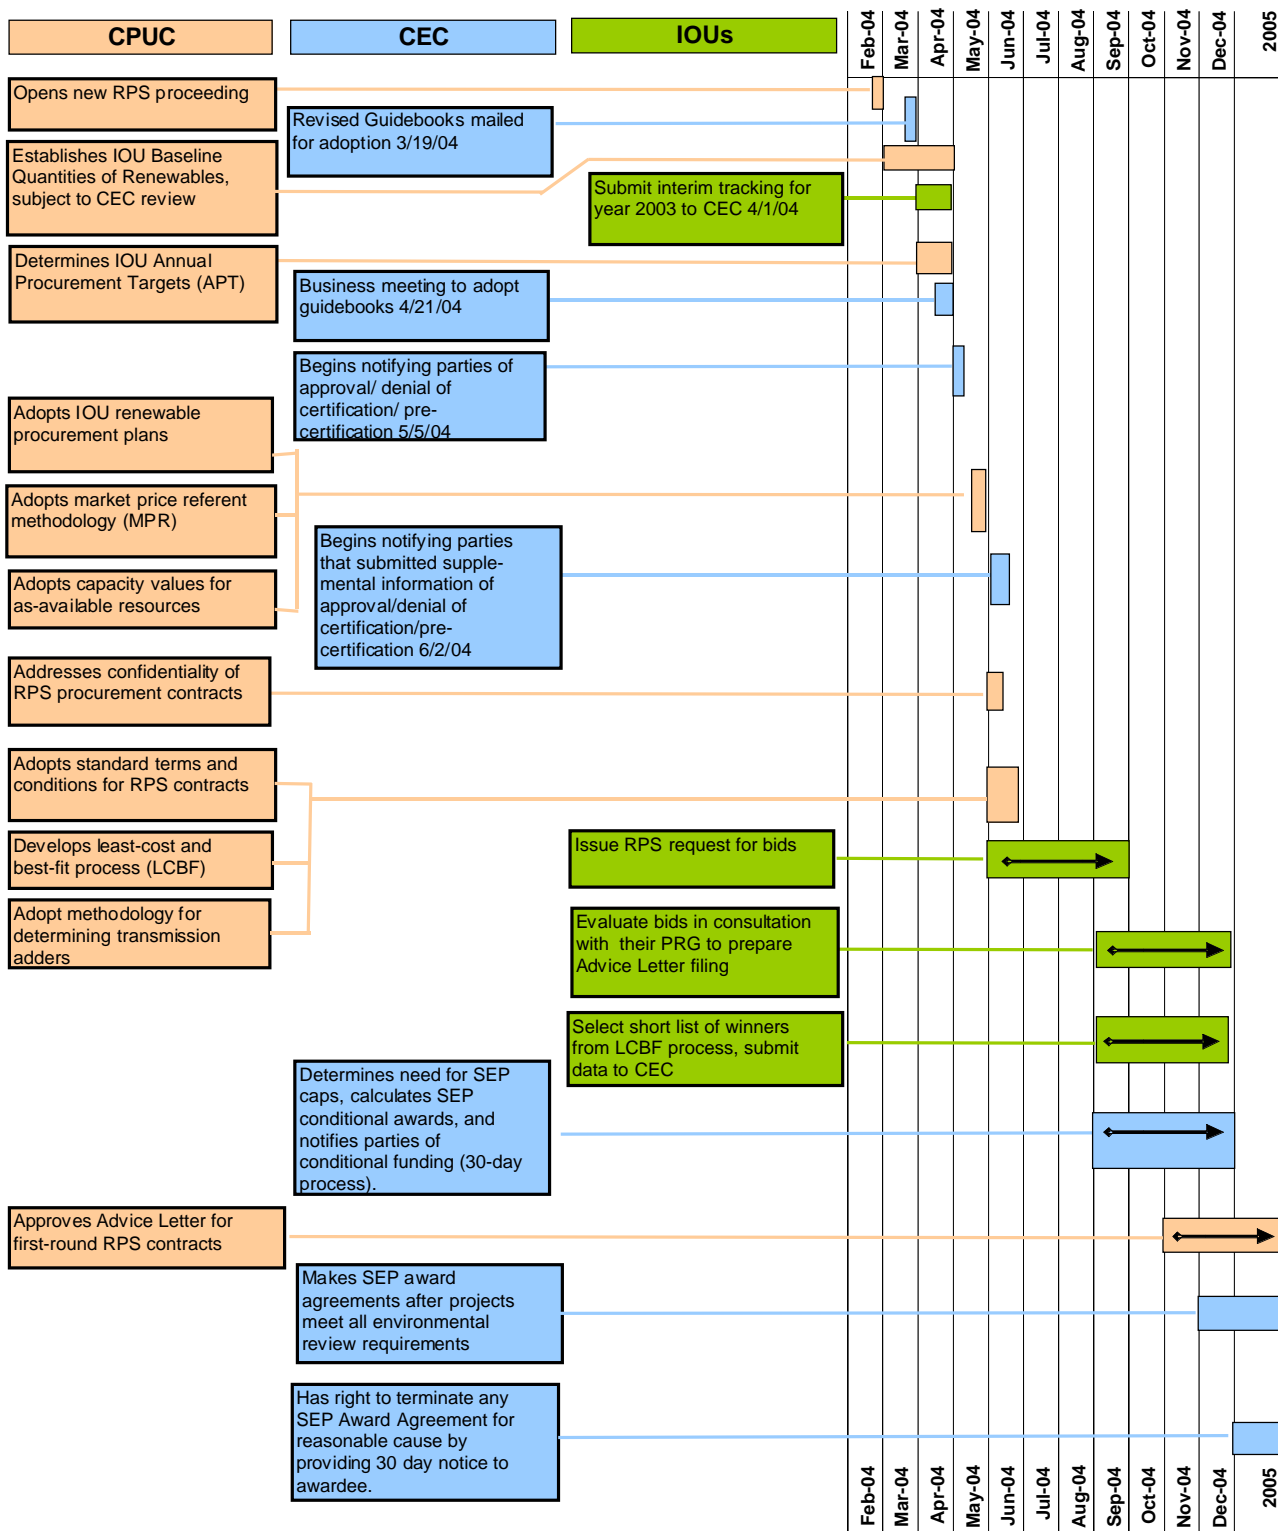 CPUC
CEC
IOUs
Feb-04
Mar-04
Apr-04
May-04
Jun-04
Jul-04
Aug-04
Sep-04
Oct-04
Nov-04
Dec-04
2005
Opens new RPS proceeding
Revised Guidebooks mailed
for adoption 3/19/04
Establishes IOU Baseline
Quantities of Renewables,
subject to CEC review
Submit interim tracking for
year 2003 to CEC 4/1/04
Determines IOU Annual
Procurement Targets (APT)
Business meeting to adopt
guidebooks 4/21/04
Begins notifying parties of
approval/ denial of
certification/ pre-
certification 5/5/04
Adopts IOU renewable
procurement plans
Adopts market price referent
methodology (MPR)
Begins notifying parties
that submitted supple-
mental information of
approval/denial of
certification/pre-
certification 6/2/04
Adopts capacity values for
as-available resources
Addresses confidentiality of
RPS procurement contracts
Adopts standard terms and
conditions for RPS contracts
Develops least-cost and
best-fit process (LCBF)
Issue RPS request for bids
Adopt methodology for
determining transmission
adders
Evaluate bids in consultation
with  their PRG to prepare
Advice Letter filing
Select short list of winners
from LCBF process, submit
data to CEC
Determines need for SEP
caps, calculates SEP
conditional awards, and
notifies parties of
conditional funding (30-day
process).
Approves Advice Letter for
first-round RPS contracts
Makes SEP award
agreements after projects
meet all environmental
review requirements
Has right to terminate any
SEP Award Agreement for
reasonable cause by
providing 30 day notice to
awardee.
Feb-04
Mar-04
Apr-04
May-04
Jun-04
Jul-04
Aug-04
Sep-04
Oct-04
Nov-04
Dec-04
2005